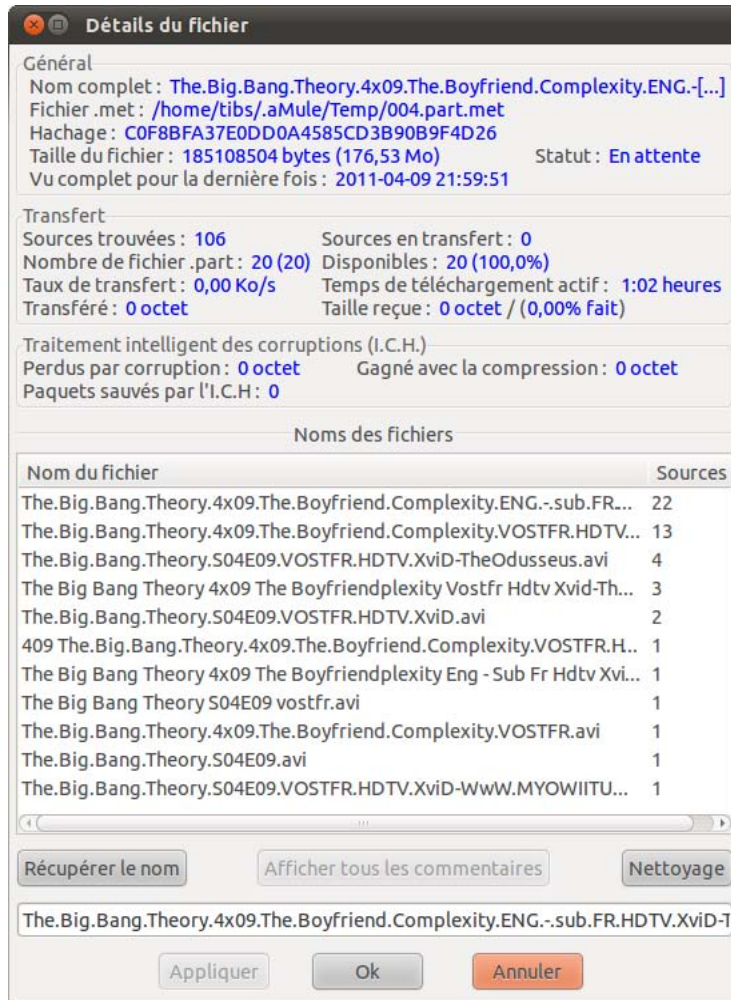 Détails du fichier
Général
Nom complet : The.Big.Bang.Theory.4x09.The.Boyfriend.Complexity.ENG.-[...]
Fichier .met : /home/tibs/.aMule/Temp/004.part.met
Hachage : C0F8BFA37E0DD0A4585CD3B90B9F4D26
Taille du fichier : 185108504 bytes (176,53 Mo) Statut : En attente
Vu complet pour la dernière fois : 2011-04-09 21:59:51
Transfert
Sources trouvées : 106 Sources en transfert : 0
Nombre de fichier .part : 20 (20) Disponibles : 20 (100,0%)
Taux de transfert : 0,00 Ko/s Temps de téléchargement actif : 1:02 heures
Transféré : 0 octet Taille reçue : 0 octet / (0,00% fait)
Traitement intelligent des corruptions (I.C.H.)
Perdus par corruption : 0 octet Gagné avec la compression : 0 octet
Paquets sauvés par l'I.C.H : 0
Noms des fichiers
Nom du fichier Sources
The.Big.Bang.Theory.4x09.The.Boyfriend.Complexity.ENG.-.sub.FR.... 22
The.Big.Bang.Theory.4x09.The.Boyfriend.Complexity.VOSTFR.HDTV... 13
The.Big.Bang.Theory.S04E09.VOSTFR.HDTV.XviD-TheOdusseus.avi 4
The Big Bang Theory 4x09 The Boyfriendplexity Vostfr Hdtv Xvid-Th... 3
The.Big.Bang.Theory.S04E09.VOSTFR.HDTV.XviD.avi 2
409 The.Big.Bang.Theory.4x09.The.Boyfriend.Complexity.VOSTFR.H... 1
The Big Bang Theory 4x09 The Boyfriendplexity Eng - Sub Fr Hdtv Xvi... 1
The Big Bang Theory S04E09 vostfr.avi 1
The.Big.Bang.Theory.4x09.The.Boyfriend.Complexity.VOSTFR.avi 1
The.Big.Bang.Theory.S04E09.avi 1
The.Big.Bang.Theory.S04E09.VOSTFR.HDTV.XviD-WwW.MYOWIITU... 1
Récupérer le nom Afficher tous les commentaires Nettoyage
The.Big.Bang.Theory.4x09.The.Boyfriend.Complexity.ENG.-.sub.FR.HDTV.XviD-T
Appliquer Ok Annuler